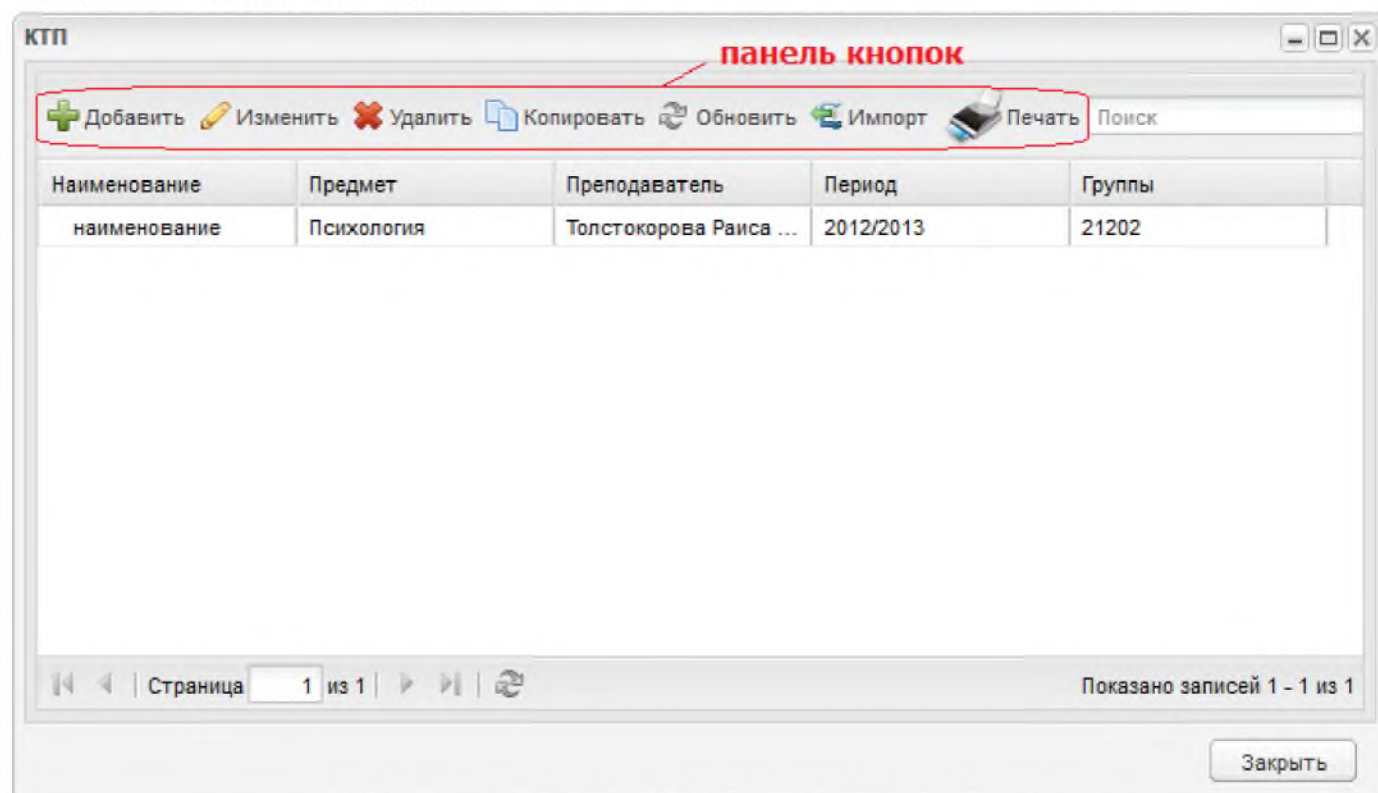 КТП
панель кнопок
Добавить Изменить Удалить Копировать Обновить Импорт Печать Поиск
Наименование Предмет Преподаватель Период Группы
наименование Психология Толстокорова Раиса ... 2012/2013 21202
Страница 1 из 1 Показано записей 1 - 1 из 1
Закрыть